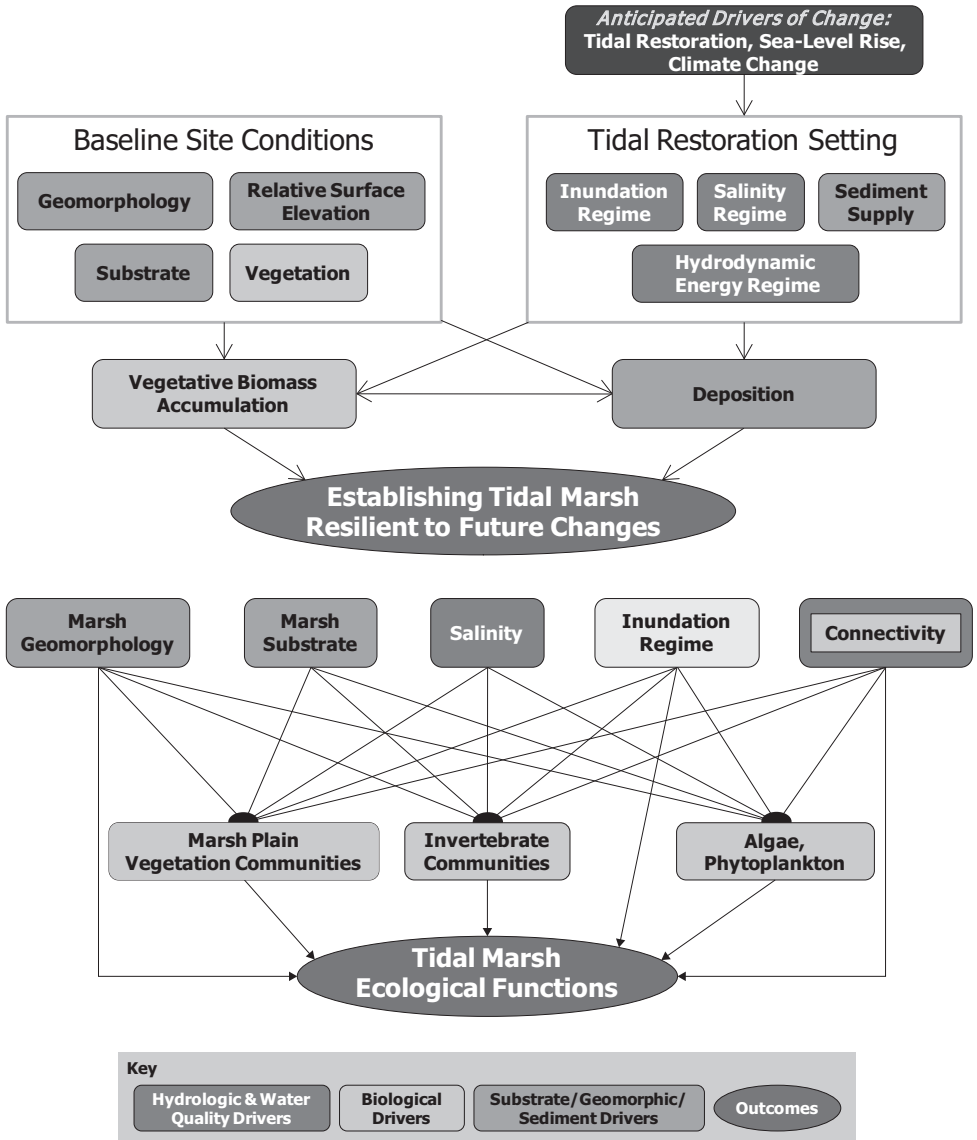 Anticipated Drivers of Change:
Tidal Restoration, Sea-Level Rise,
Climate Change
Baseline Site Conditions
Geomorphology
Relative Surface
Elevation
Substrate
Vegetation
Tidal Restoration Setting
Inundation
Regime
Salinity
Regime
Sediment
Supply
Hydrodynamic
Energy Regime
Vegetative Biomass
Accumulation
Deposition
Establishing Tidal Marsh
Resilient to Future Changes
Marsh
Geomorphology
Marsh
Substrate
Salinity
Inundation
Regime
Connectivity
Marsh Plain
Vegetation Communities
Invertebrate
Communities
Algae,
Phytoplankton
Tidal Marsh
Ecological Functions
Key
Hydrologic & Water
Quality Drivers
Biological
Drivers
Substrate/Geomorphic/
Sediment Drivers
Outcomes